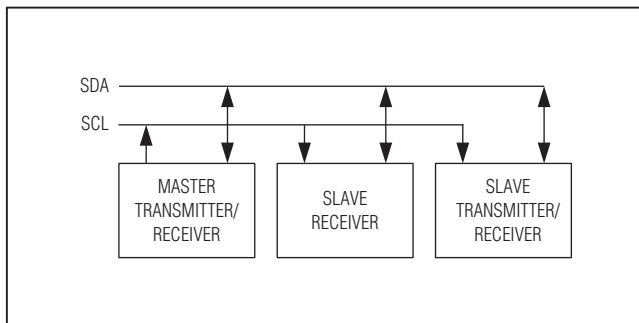 SDA
SCL
MASTER
TRANSMITTER/
RECEIVER
SLAVE
RECEIVER
SLAVE
TRANSMITTER/
RECEIVER